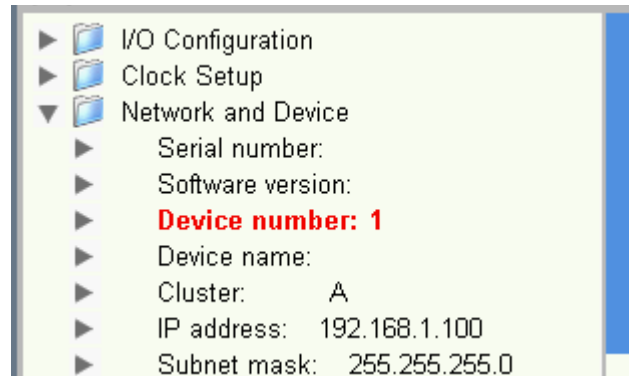 I/O Configuration
Clock Setup
Network and Device
Serial number:
Software version:
Device number: 1
Device name:
Cluster: A
IP address: 192.168.1.100
Subnet mask: 255.255.255.0